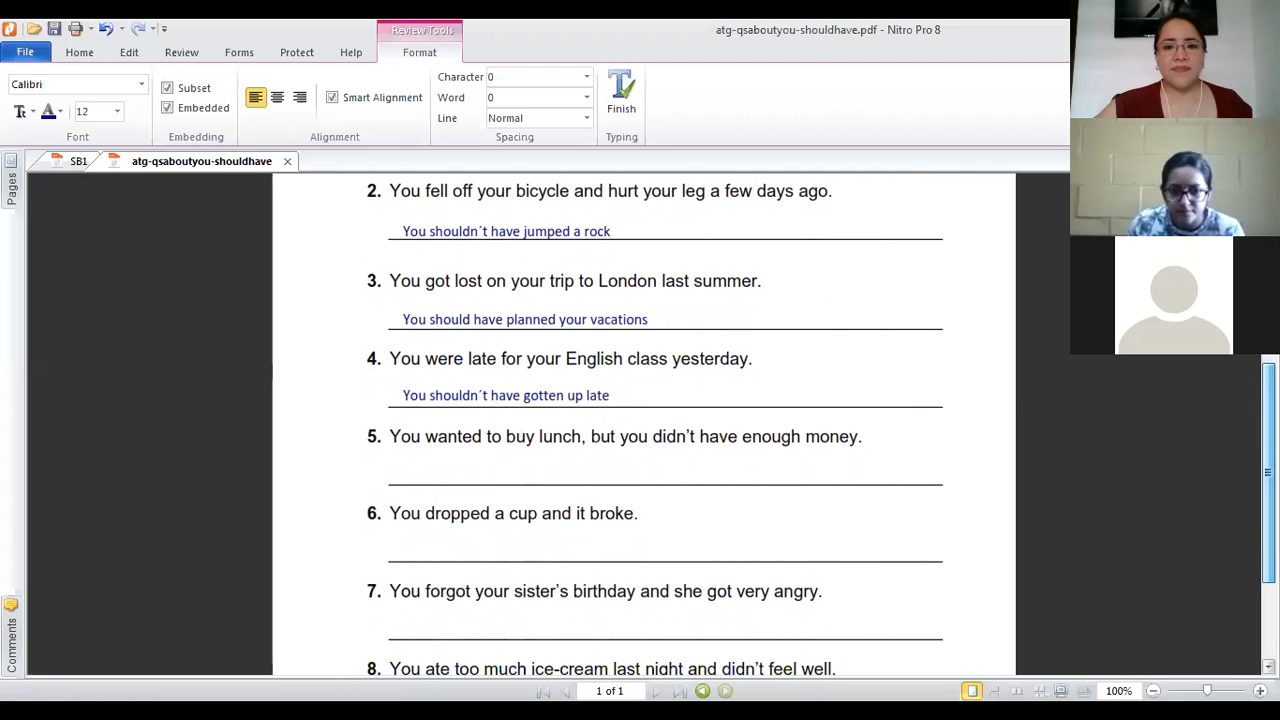 Review Tools
atg-qsaboutyou-shouldhave.pdf - Nitro Pro 8
File Home Edit Review Forms Protect Help Format
Calibri
12
Font
Subset
Embedded
Embedding
Smart Alignment
Alignment
Character 0
Word 0
Line Normal
Spacing
Finish
Typing
SB1
atg-qsaboutyou-shouldhave
Pages
2. You fell off your bicycle and hurt your leg a few days ago.
You shouldn´t have jumped a rock
3. You got lost on your trip to London last summer.
You should have planned your vacations
4. You were late for your English class yesterday.
You shouldn´t have gotten up late
5. You wanted to buy lunch, but you didn't have enough money.
6. You dropped a cup and it broke.
7. You forgot your sister's birthday and she got very angry.
8. You ate too much ice-cream last night and didn't feel well.
Comments
1 of 1
100%